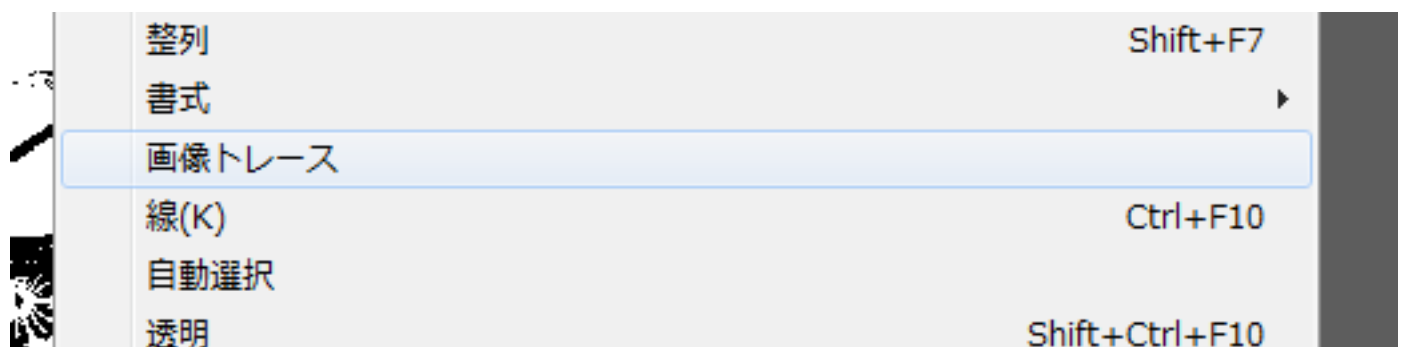 整列 Shift+F7
書式
画像トレース
線(K) Ctrl+F10
自動選択
透明 Shift+Ctrl+F10